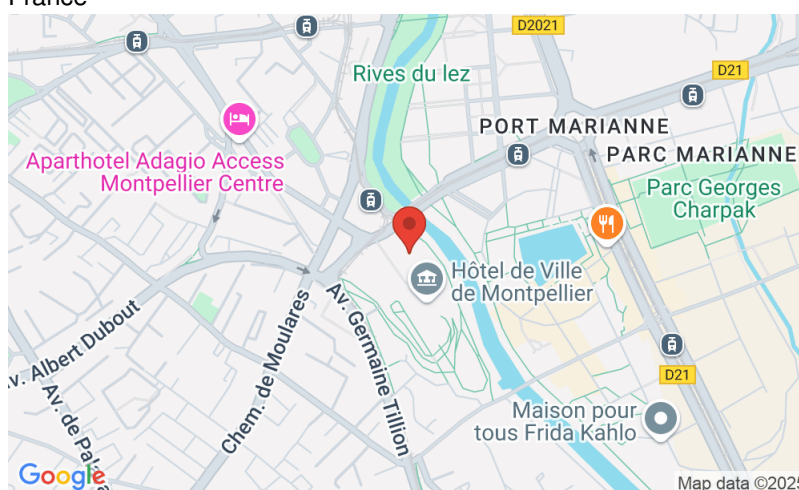 France
D2021
Rives du lez
D21
PORT MARIANNE
PARC MARIANNE
Aparthotel Adagio Access
Montpellier Centre
Parc Georges
Charpak
Hôtel de Ville
de Montpellier
Av. Albert Dubout
Chem. de Moulares
Av. Germaine Tillion
D21
Av. de Pal
Maison pour
tous Frida Kahlo
Google
Map data ©2025